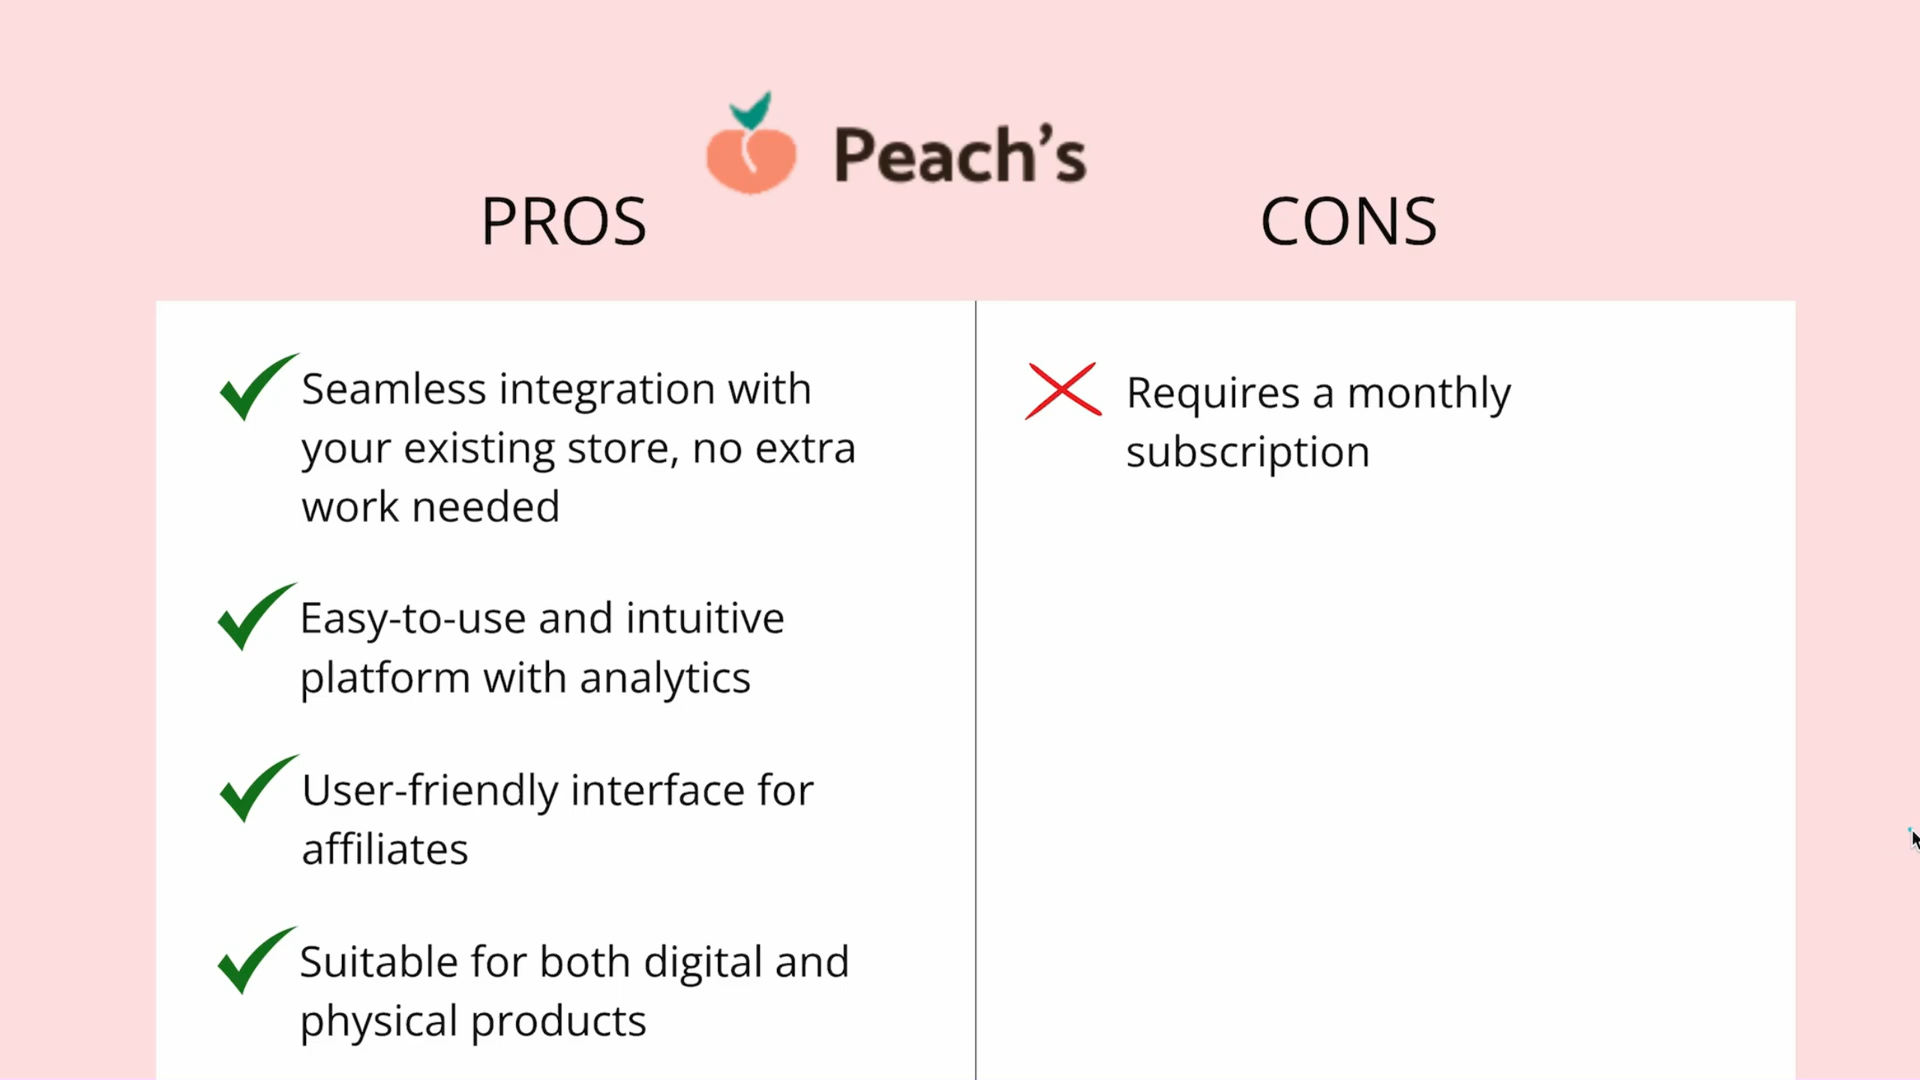 Peach's
PROS
CONS
Seamless integration with
your existing store, no extra
work needed
Easy-to-use and intuitive
platform with analytics
User-friendly interface for
affiliates
Suitable for both digital and
physical products
Requires a monthly
subscription